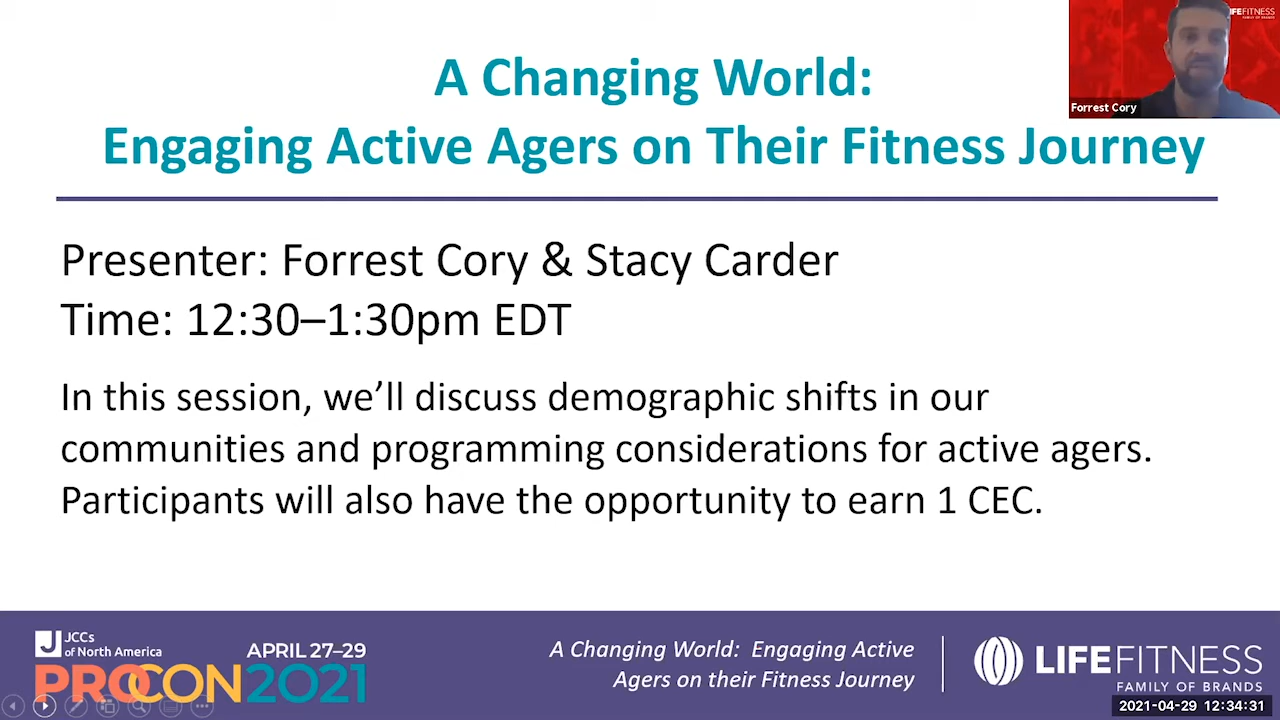 A Changing World:
Engaging Active Agers on Their Fitness Journey
LIFEFITNESS
FAMILY OF BRANDS
Forrest Cory
Presenter: Forrest Cory & Stacy Carder
Time: 12:30–1:30pm EDT
In this session, we’ll discuss demographic shifts in our
communities and programming considerations for active agers.
Participants will also have the opportunity to earn 1 CEC.
J JCCs
of North America
APRIL 27–29
PROCON2021
A Changing World: Engaging Active
Agers on their Fitness Journey
LIFEFITNESS
FAMILY OF BRANDS
2021-04-29 12:34:31